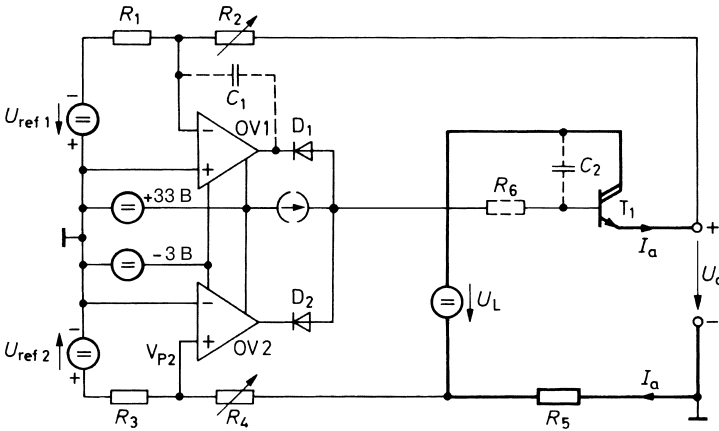 R1
R2
−
Uref 1
+
C1
−
OV1
+
D1
C2
R6
T1
+33 В
Ia
+
−3 В
Ua
UL
−
D2
−
OV2
+
−
Uref 2
+
VP2
R3
R4
R5
Ia